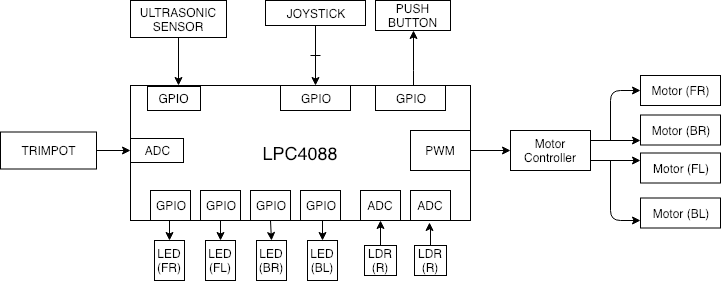 ULTRASONIC
SENSOR
JOYSTICK
PUSH
BUTTON
GPIO
GPIO
GPIO
Motor (FR)
Motor (BR)
TRIMPOT
ADC
LPC4088
PWM
Motor
Controller
Motor (FL)
Motor (BL)
GPIO
GPIO
GPIO
GPIO
ADC
ADC
LED
(FR)
LED
(FL)
LED
(BR)
LED
(BL)
LDR
(R)
LDR
(R)